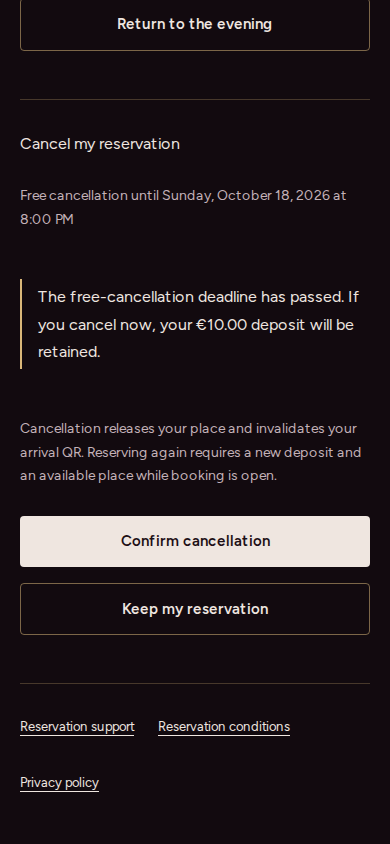 Return to the evening
Cancel my reservation
Free cancellation until Sunday, October 18, 2026 at
8:00 PM
The free-cancellation deadline has passed. If
you cancel now, your €10.00 deposit will be
retained.
Cancellation releases your place and invalidates your
arrival QR. Reserving again requires a new deposit and
an available place while booking is open.
Confirm cancellation
Keep my reservation
Reservation support Reservation conditions
Privacy policy